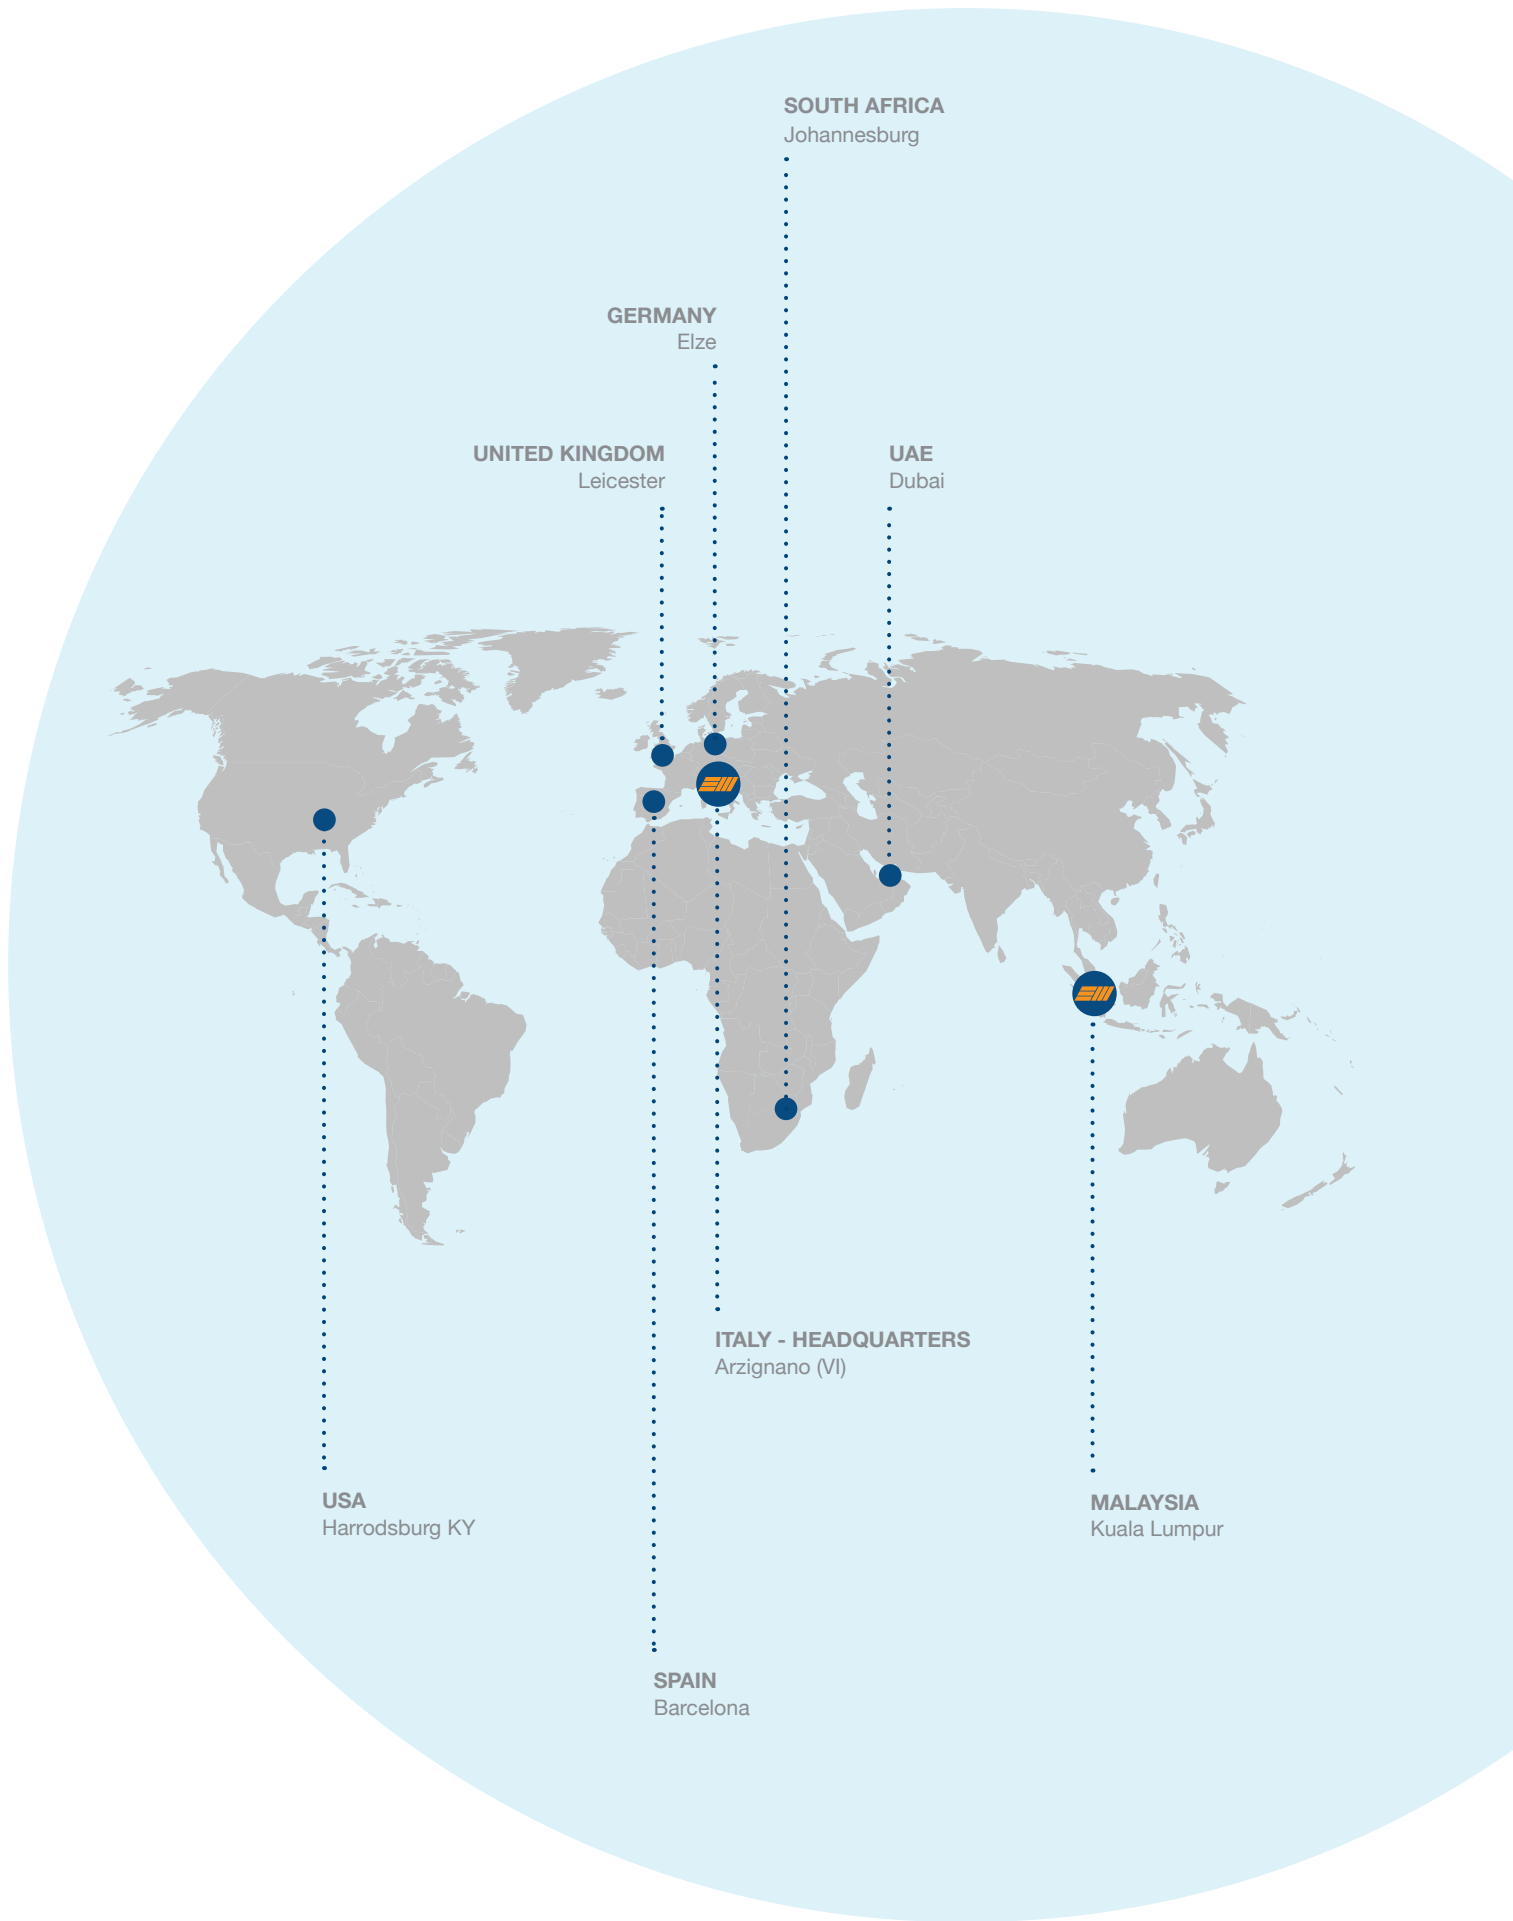 SOUTH AFRICA
Johannesburg
GERMANY
Elze
UNITED KINGDOM
Leicester
UAE
Dubai
ITALY - HEADQUARTERS
Arzignano (VI)
USA
Harrodsburg KY
MALAYSIA
Kuala Lumpur
SPAIN
Barcelona